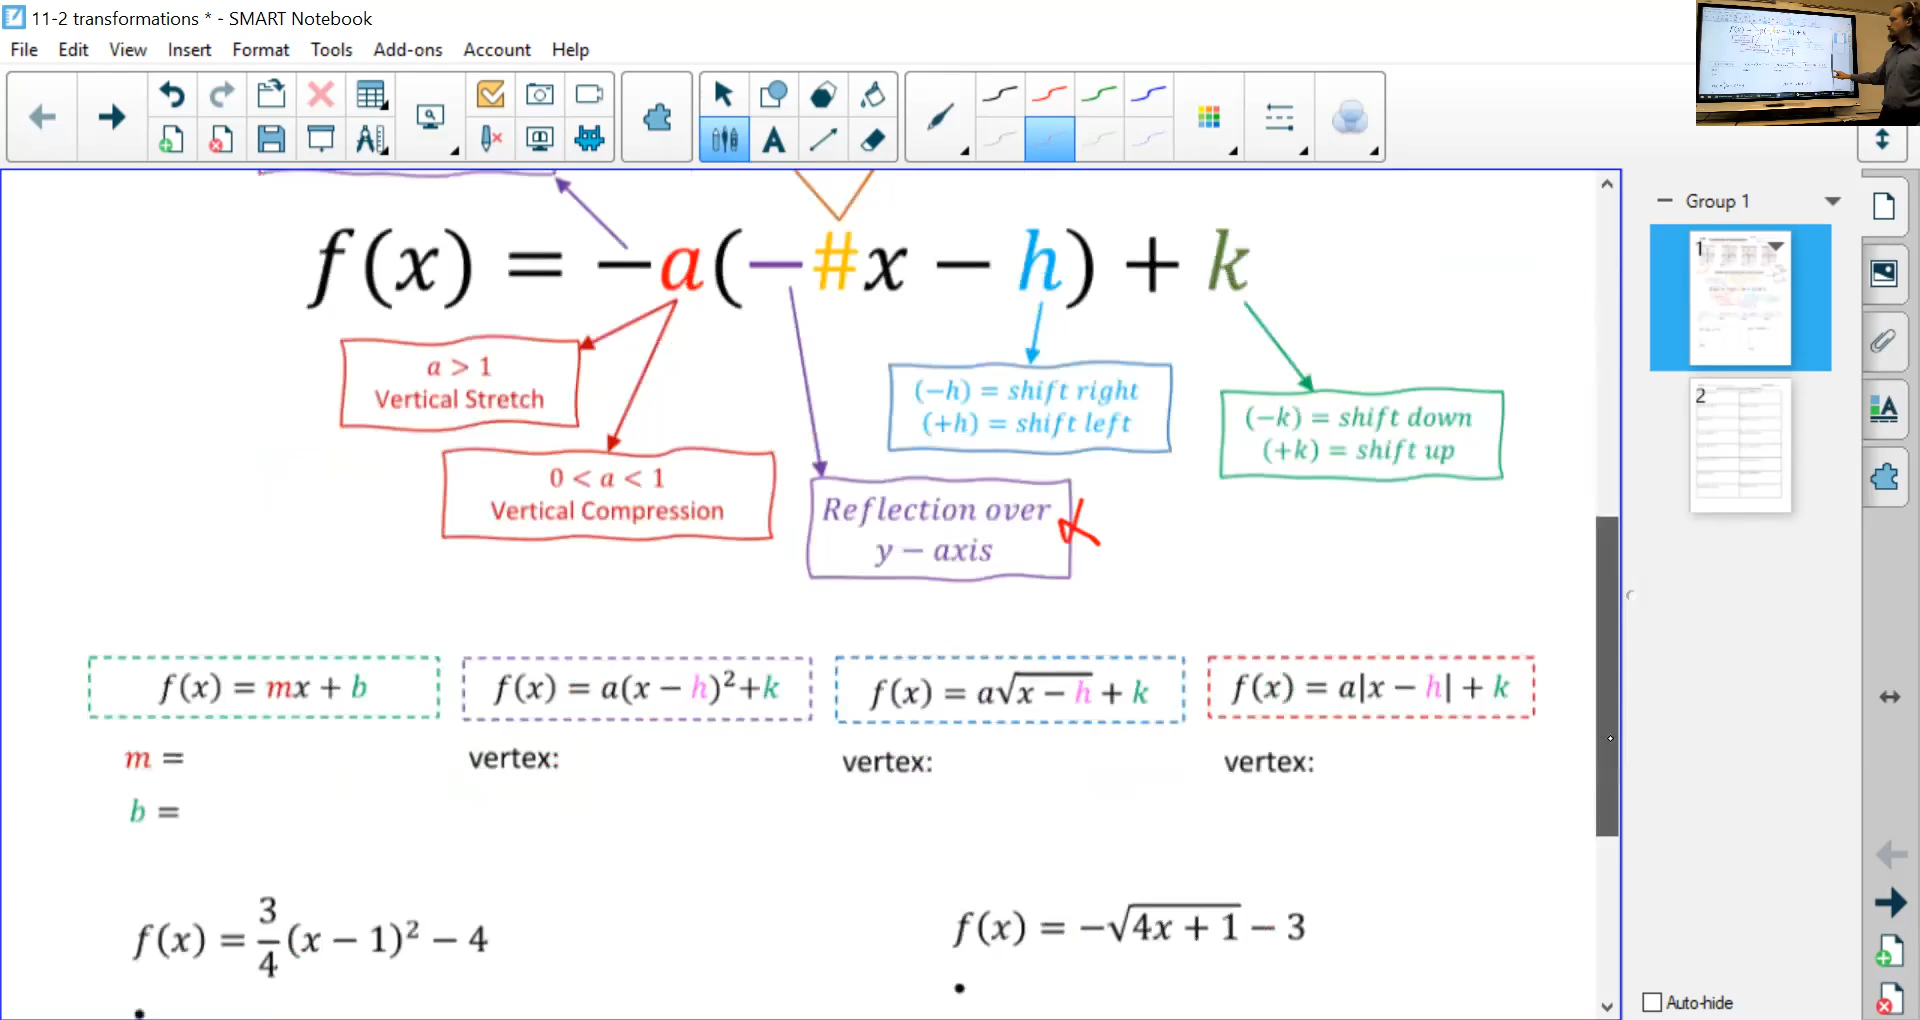 11-2 transformations * - SMART Notebook
File Edit View Insert Format Tools Add-ons Account Help
Group 1
f(x) = -a(-#x - h) + k
a > 1
Vertical Stretch
0 < a < 1
Vertical Compression
Reflection over
y - axis
(-h) = shift right
(+h) = shift left
(-k) = shift down
(+k) = shift up
f(x) = mx + b
m =
b =
f(x) = a(x - h)²+k
vertex:
f(x) = a√(x - h) + k
vertex:
f(x) = a|x - h| + k
vertex:
f(x) = 3/4(x - 1)² - 4
f(x) = -√(4x + 1) - 3
1
2
Auto-hide